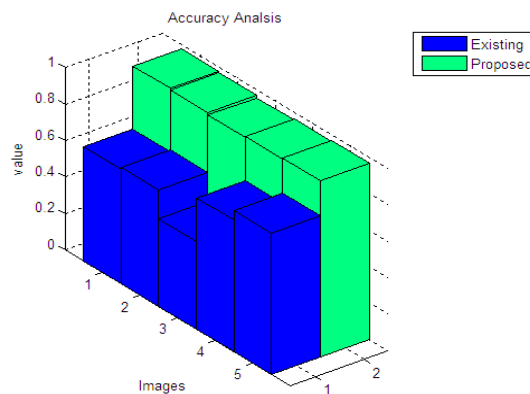 Accuracy Analsis
Existing
Proposed
1
0.8
0.6
0.4
0.2
0
value
1
2
3
4
5
Images
1
2